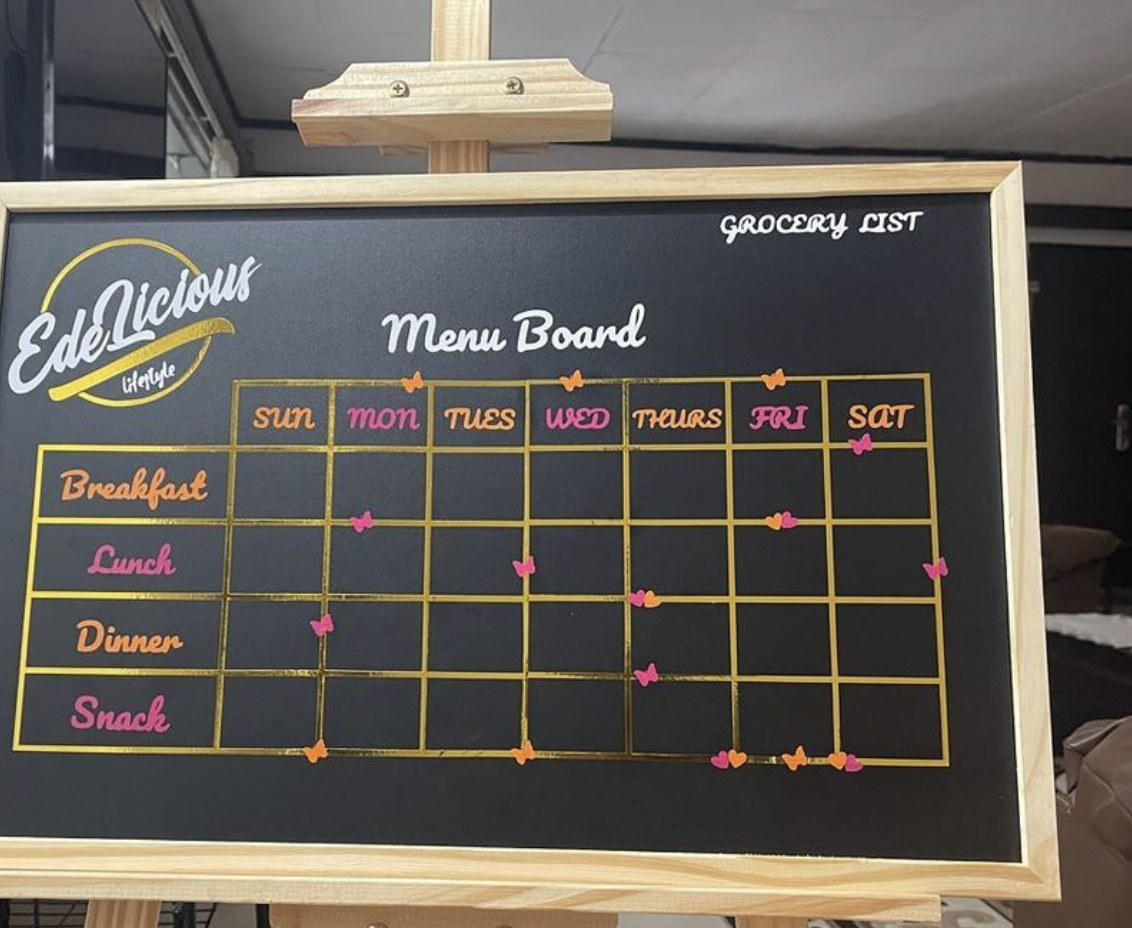 GROCERY LIST
EdeLicious
lifestyle
Menu Board
SUN MON TUES WED THURS FRI SAT
Breakfast
Lunch
Dinner
Snack